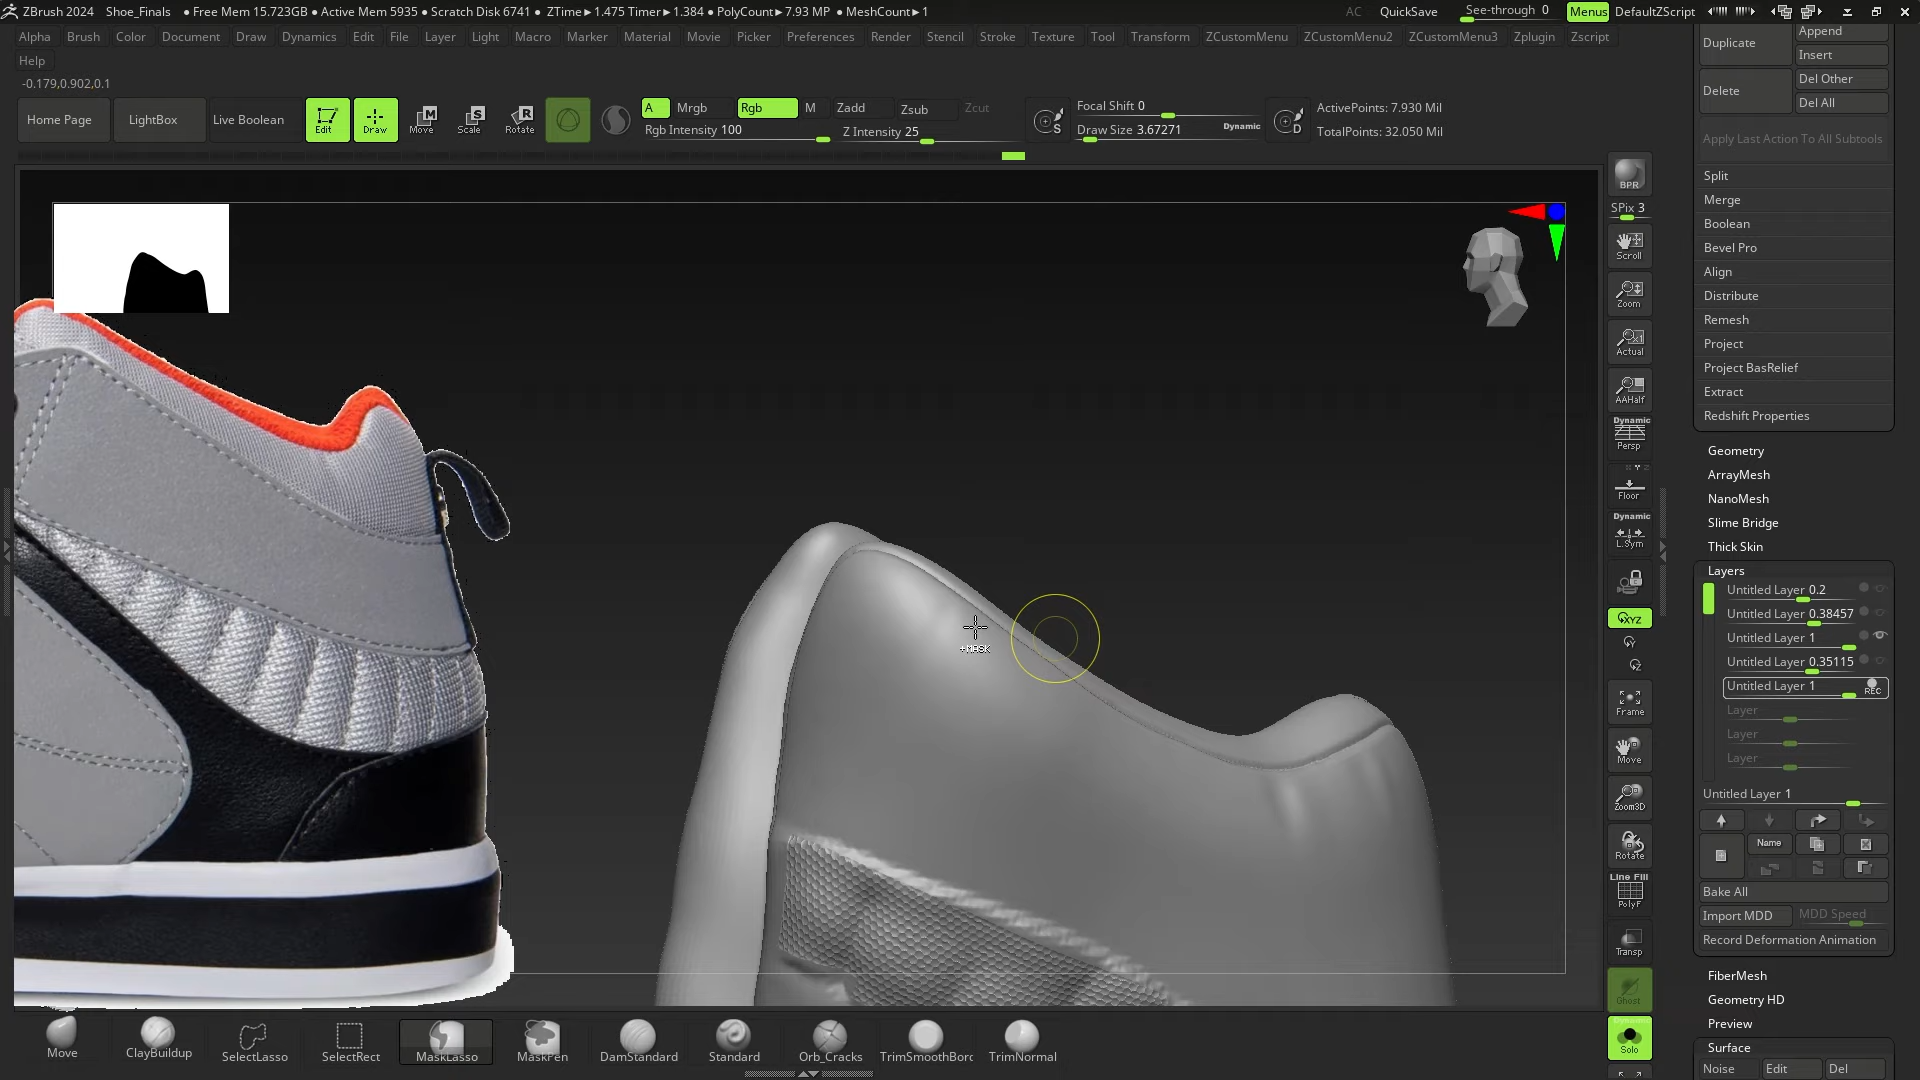 ZBrush 2024 Shoe_Finals ● Free Mem 15.723GB ● Active Mem 5935 ● Scratch Disk 6741 ● ZTime►1.475 Timer►1.384 ● PolyCount►7.93 MP ● MeshCount►1 AC QuickSave See-through 0 Menus DefaultZScript
Alpha Brush Color Document Draw Dynamics Edit File Layer Light Macro Marker Material Movie Picker Preferences Render Stencil Stroke Texture Tool Transform ZCustomMenu ZCustomMenu2 ZCustomMenu3 Zplugin Zscript
Help
-0.179,0.902,0.1
Home Page LightBox Live Boolean Edit Draw Move Scale Rotate
A Mrgb Rgb M Zadd Zsub Zcut
Rgb Intensity 100 Z Intensity 25
Focal Shift 0
Draw Size 3.67271 Dynamic
ActivePoints: 7.930 Mil
TotalPoints: 32.050 Mil
+MASK
BPR
SPix 3
Scroll
Zoom
Actual
AAHalf
Dynamic
Persp
Floor
Dynamic
L.Sym
XYZ
Y
Z
Frame
Move
Zoom3D
Rotate
Line Fill
PolyF
Transp
Ghost
Dynamic
Solo
Duplicate Append
Insert
Delete Del Other
Del All
Apply Last Action To All Subtools
Split
Merge
Boolean
Bevel Pro
Align
Distribute
Remesh
Project
Project BasRelief
Extract
Redshift Properties
Geometry
ArrayMesh
NanoMesh
Slime Bridge
Thick Skin
Layers
Untitled Layer 0.2
Untitled Layer 0.38457
Untitled Layer 1
Untitled Layer 0.35115
Untitled Layer 1 REC
Layer
Layer
Layer
Untitled Layer 1
Name
Bake All
Import MDD MDD Speed
Record Deformation Animation
FiberMesh
Geometry HD
Preview
Surface
Noise Edit Del
Move ClayBuildup SelectLasso SelectRect MaskLasso MaskPen DamStandard Standard Orb_Cracks TrimSmoothBorc TrimNormal